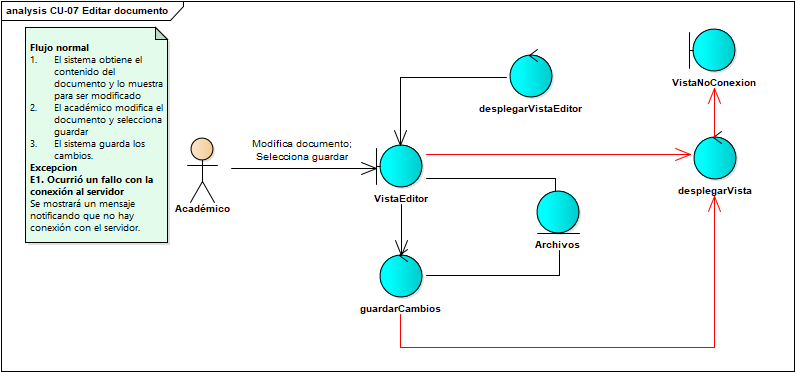 analysis CU-07 Editar documento
Flujo normal
1. El sistema obtiene el
contenido del
documento y lo muestra
para ser modificado
2. El académico modifica el
documento y selecciona
guardar
3. El sistema guarda los
cambios.
Excepcion
E1. Ocurrió un fallo con la
conexión al servidor
Se mostrará un mensaje
notificando que no hay
conexión con el servidor.
Académico
Modifica documento;
Selecciona guardar
desplegarVistaEditor
VistaEditor
Archivos
guardarCambios
VistaNoConexion
desplegarVista